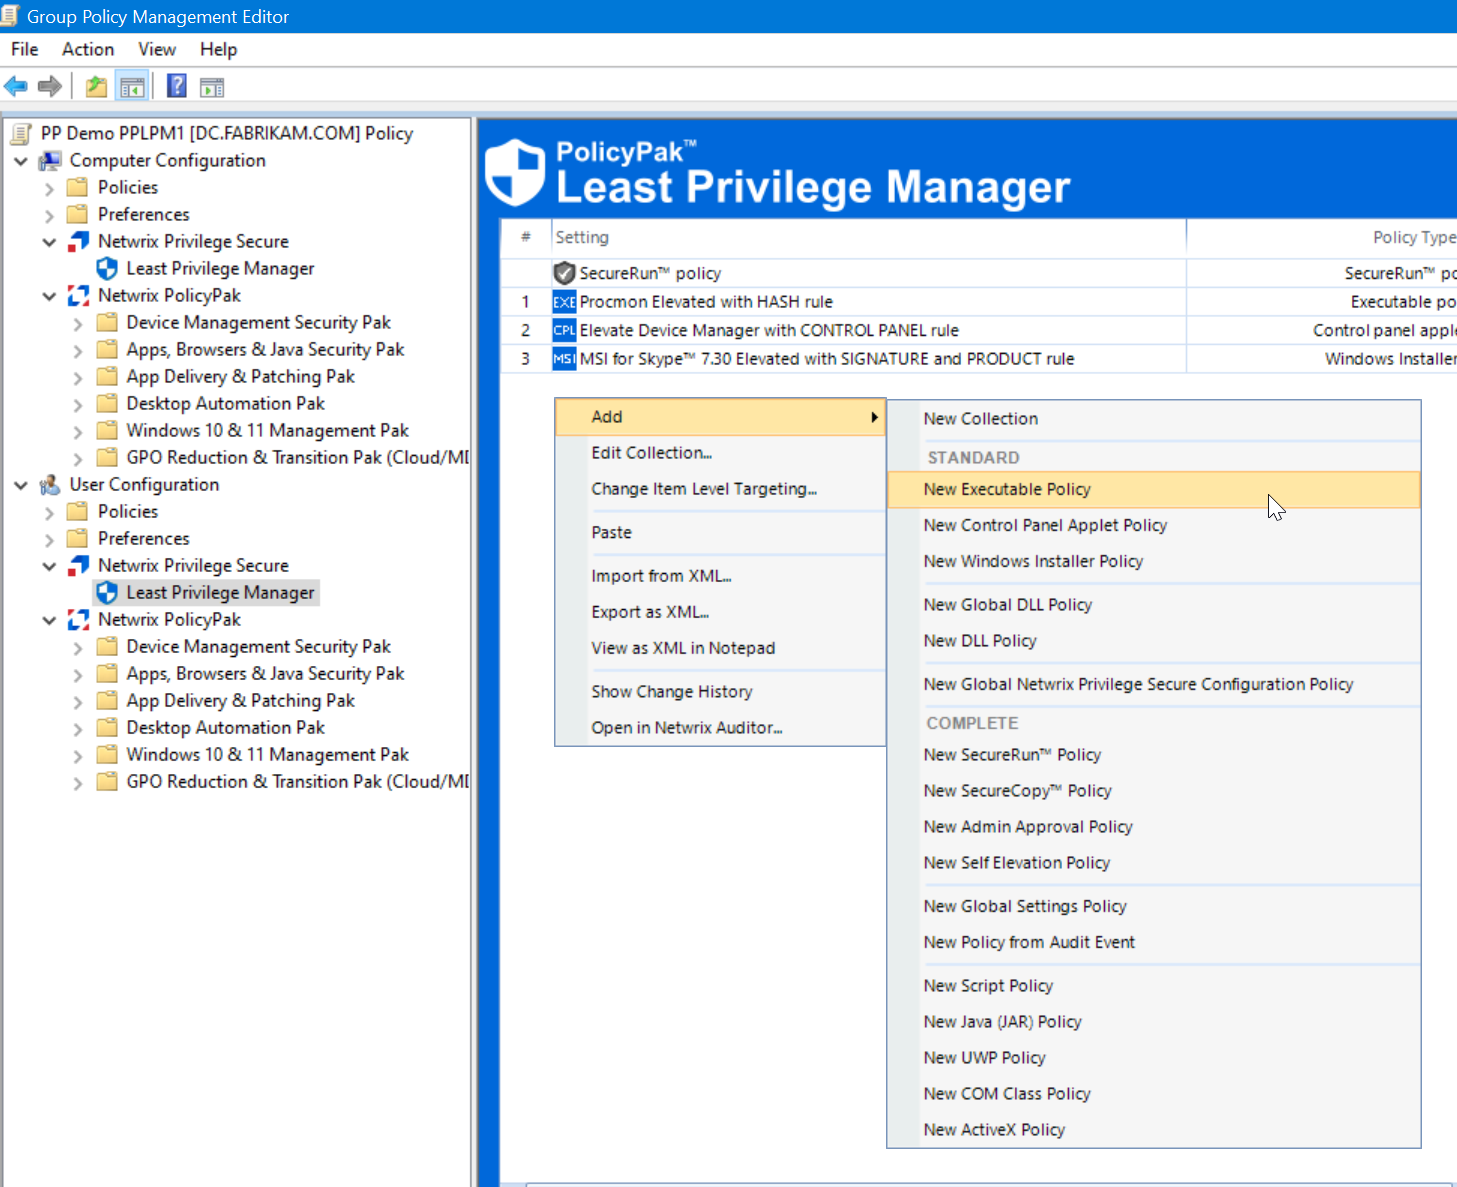 Group Policy Management Editor
File Action View Help
PP Demo PPLPM1 [DC.FABRIKAM.COM] Policy
Computer Configuration
Policies
Preferences
Netwrix Privilege Secure
Least Privilege Manager
Netwrix PolicyPak
Device Management Security Pak
Apps, Browsers & Java Security Pak
App Delivery & Patching Pak
Desktop Automation Pak
Windows 10 & 11 Management Pak
GPO Reduction & Transition Pak (Cloud/MD
User Configuration
Policies
Preferences
Netwrix Privilege Secure
Least Privilege Manager
Netwrix PolicyPak
Device Management Security Pak
Apps, Browsers & Java Security Pak
App Delivery & Patching Pak
Desktop Automation Pak
Windows 10 & 11 Management Pak
GPO Reduction & Transition Pak (Cloud/MD
PolicyPak™
Least Privilege Manager
# Setting Policy Type
SecureRun™ policy SecureRun™ po
1 EXE Procmon Elevated with HASH rule Executable po
2 CPL Elevate Device Manager with CONTROL PANEL rule Control panel apple
3 MSI MSI for Skype™ 7.30 Elevated with SIGNATURE and PRODUCT rule Windows Installer
Add
Edit Collection...
Change Item Level Targeting...
Paste
Import from XML...
Export as XML...
View as XML in Notepad
Show Change History
Open in Netwrix Auditor...
New Collection
STANDARD
New Executable Policy
New Control Panel Applet Policy
New Windows Installer Policy
New Global DLL Policy
New DLL Policy
New Global Netwrix Privilege Secure Configuration Policy
COMPLETE
New SecureRun™ Policy
New SecureCopy™ Policy
New Admin Approval Policy
New Self Elevation Policy
New Global Settings Policy
New Policy from Audit Event
New Script Policy
New Java (JAR) Policy
New UWP Policy
New COM Class Policy
New ActiveX Policy